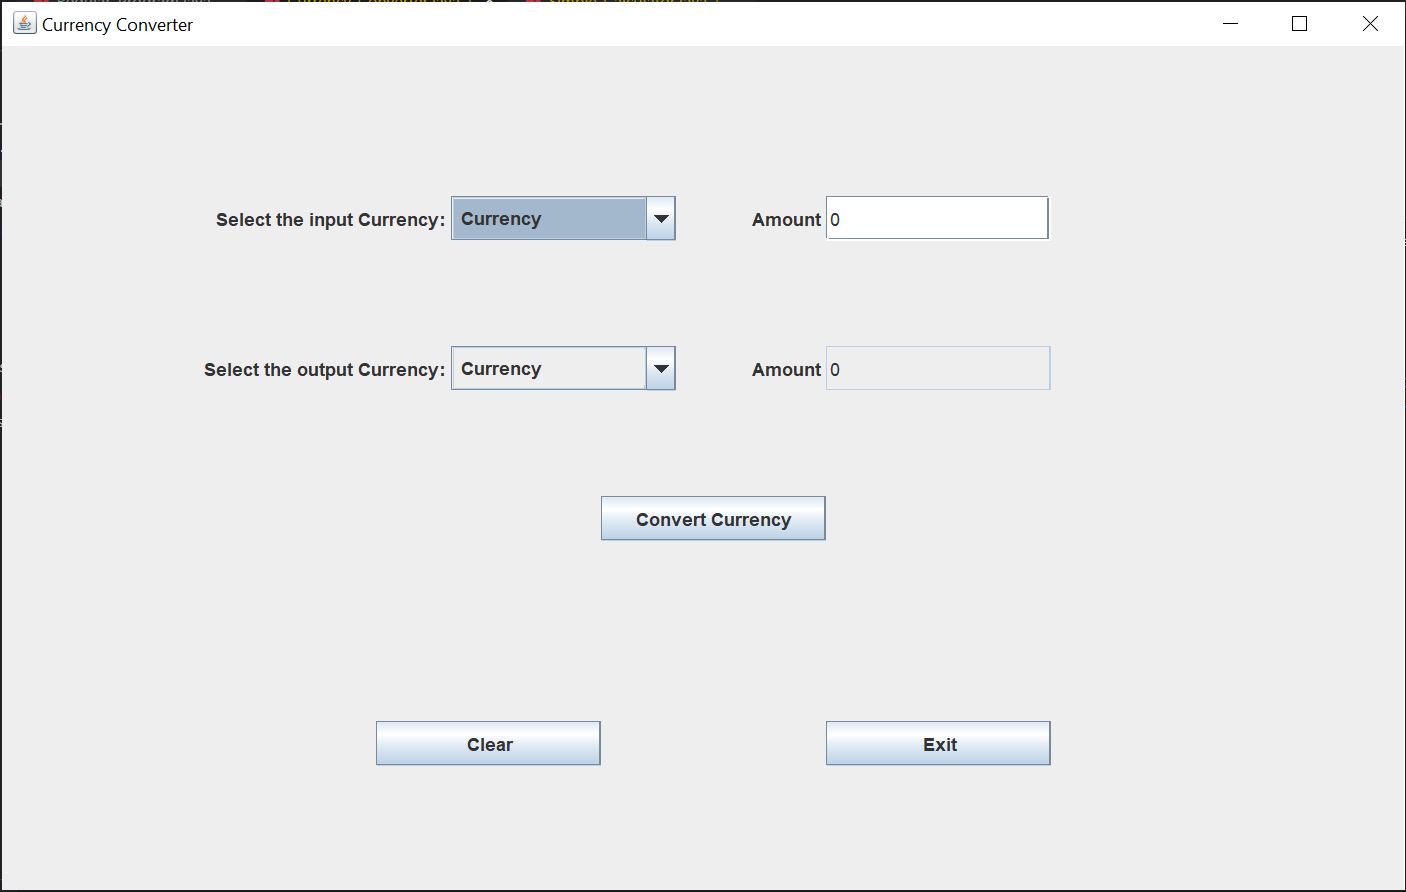 Currency Converter
Select the input Currency: Currency Amount 0
Select the output Currency: Currency Amount 0
Convert Currency
Clear Exit